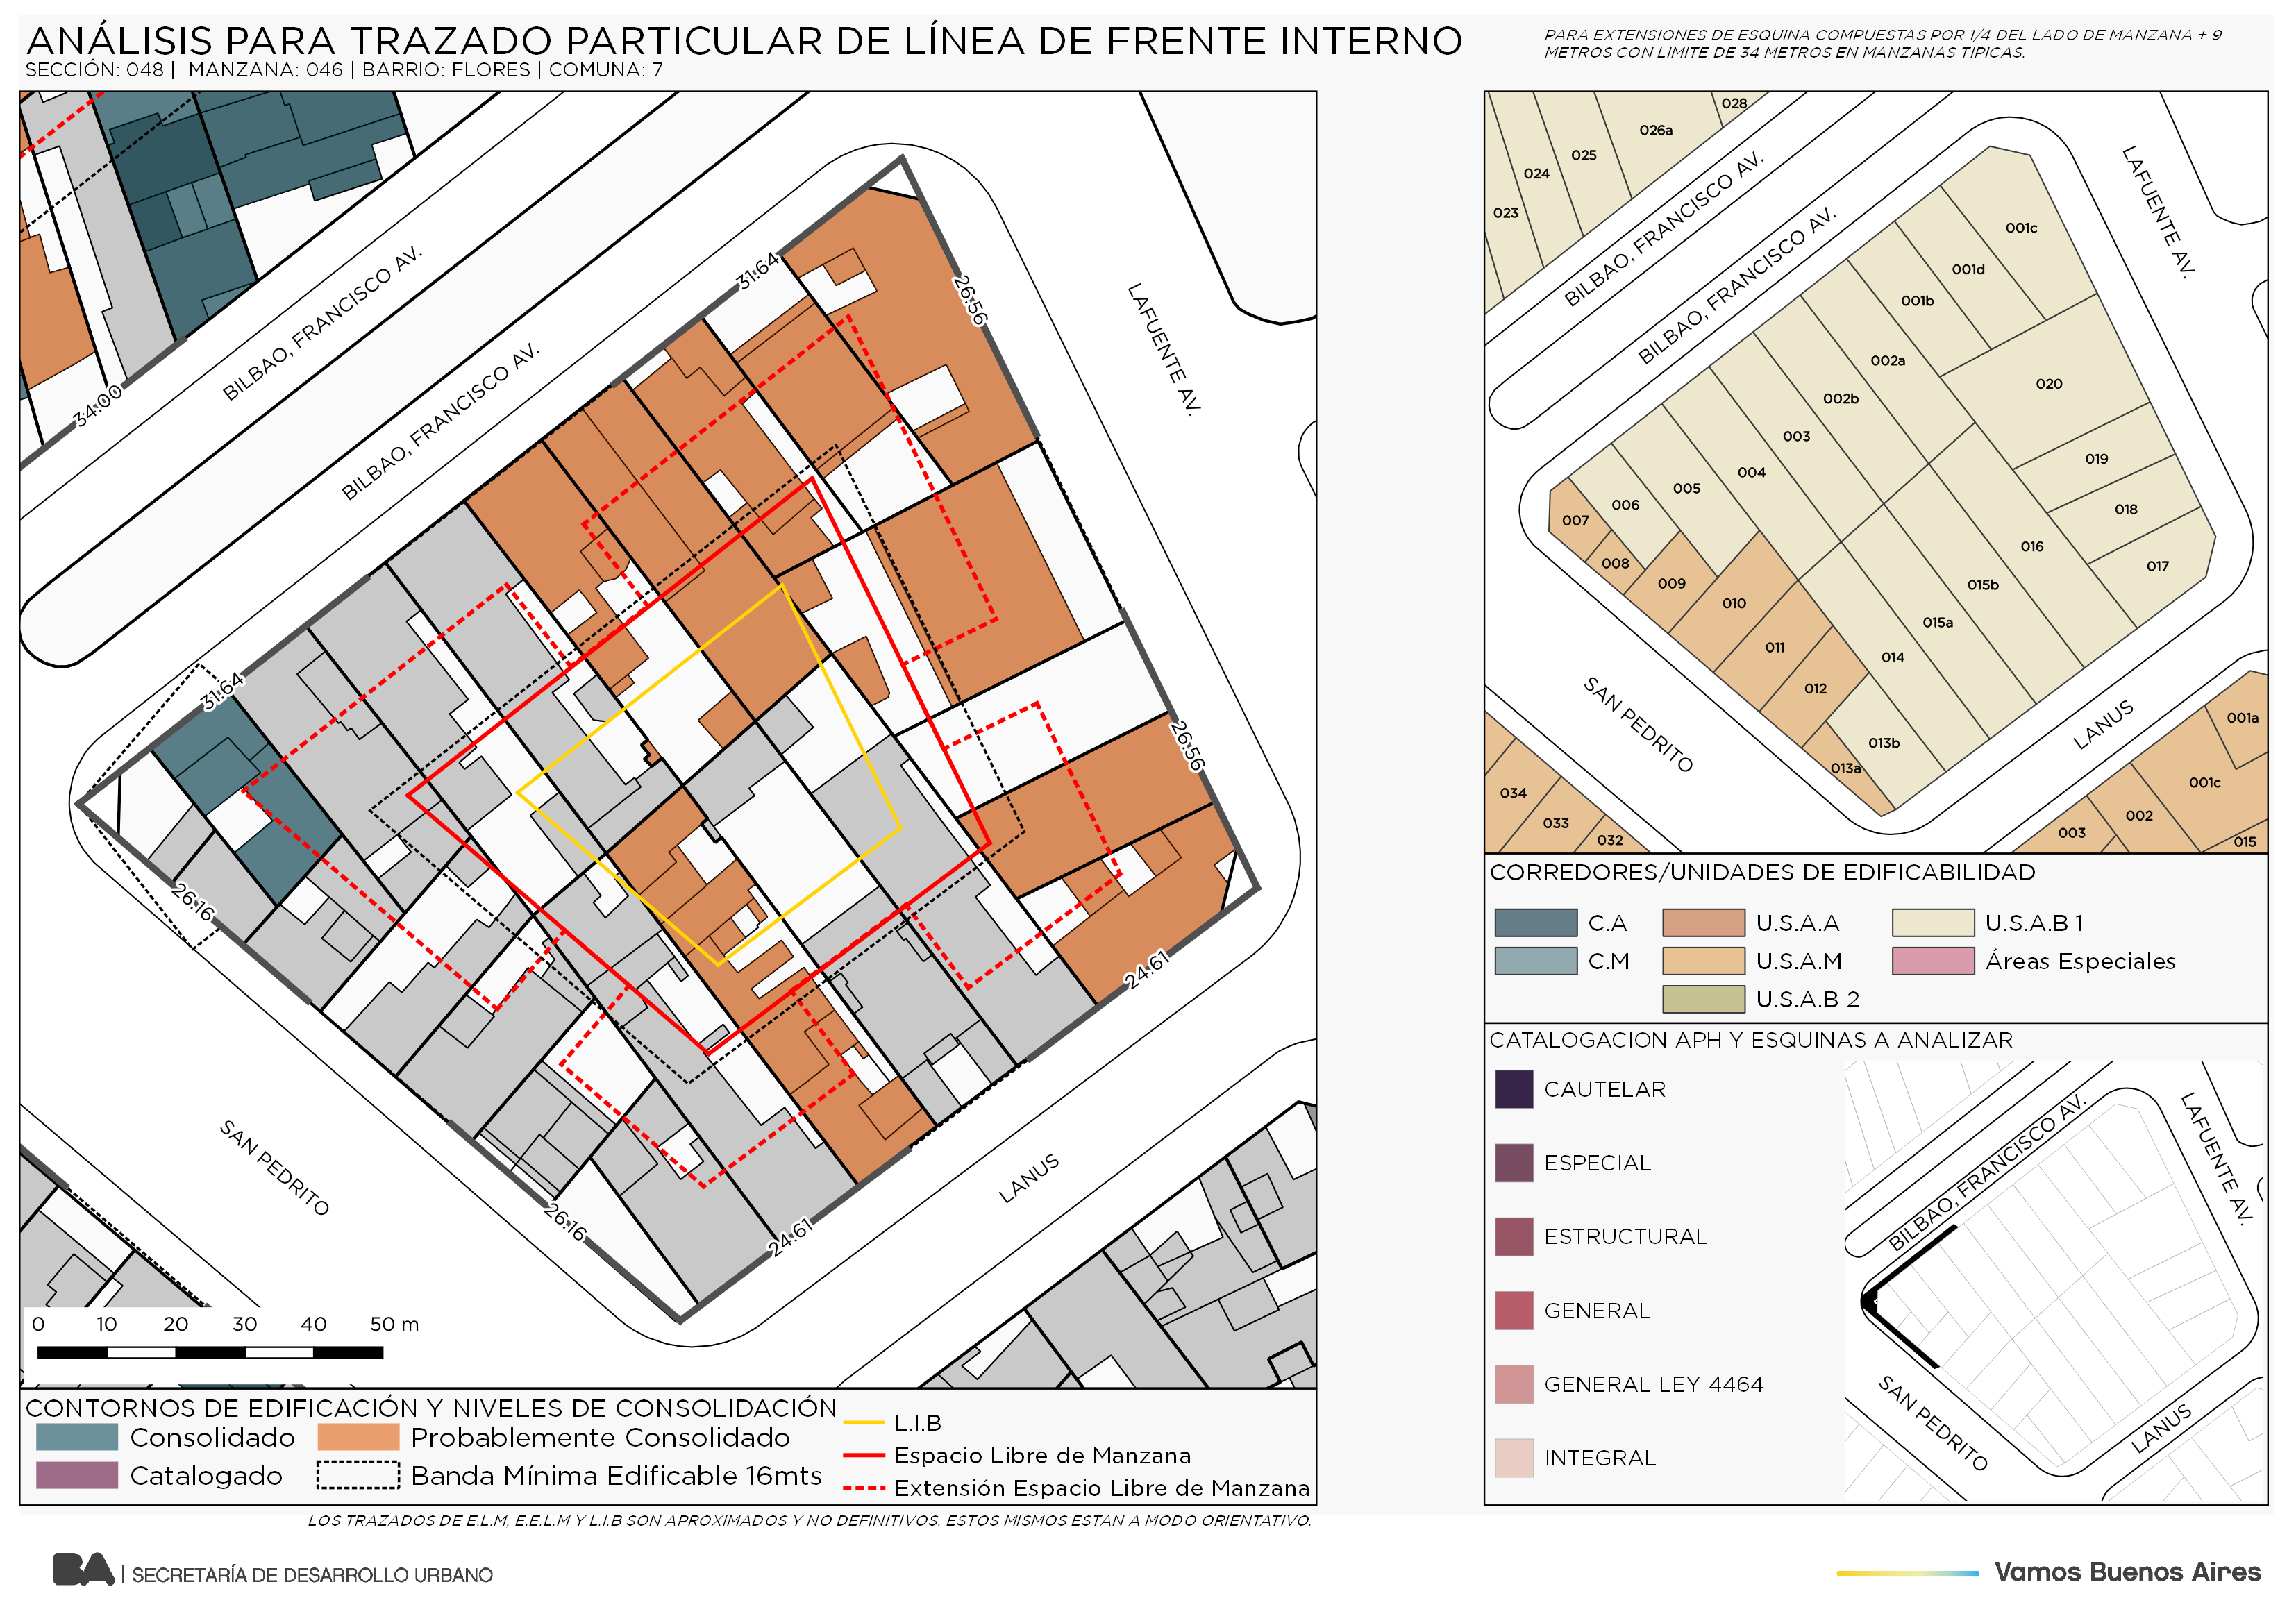 ANÁLISIS PARA TRAZADO PARTICULAR DE LÍNEA DE FRENTE INTERNO
SECCIÓN: 048 | MANZANA: 046 | BARRIO: FLORES | COMUNA: 7
PARA EXTENSIONES DE ESQUINA COMPUESTAS POR 1/4 DEL LADO DE MANZANA + 9
METROS CON LIMITE DE 34 METROS EN MANZANAS TIPICAS.
BILBAO, FRANCISCO AV.
BILBAO, FRANCISCO AV.
LAFUENTE AV.
SAN PEDRITO
LANUS
34.00
31.64
31.64
26.56
26.56
26.16
26.16
24.61
24.61
0 10 20 30 40 50 m
CONTORNOS DE EDIFICACIÓN Y NIVELES DE CONSOLIDACIÓN
Consolidado
Probablemente Consolidado
Catalogado
Banda Mínima Edificable 16mts
L.I.B
Espacio Libre de Manzana
Extensión Espacio Libre de Manzana
028
026a
025
024
023
BILBAO, FRANCISCO AV.
BILBAO, FRANCISCO AV.
LAFUENTE AV.
001c
001d
001b
002a
002b
003
004
005
006
007
008
009
010
011
012
013a
013b
014
015a
015b
016
017
018
019
020
SAN PEDRITO
LANUS
034
033
032
001a
001c
002
003
015
CORREDORES/UNIDADES DE EDIFICABILIDAD
C.A
U.S.A.A
U.S.A.B 1
C.M
U.S.A.M
Áreas Especiales
U.S.A.B 2
CATALOGACION APH Y ESQUINAS A ANALIZAR
CAUTELAR
ESPECIAL
ESTRUCTURAL
GENERAL
GENERAL LEY 4464
INTEGRAL
BILBAO, FRANCISCO AV.
LAFUENTE AV.
SAN PEDRITO
LANUS
LOS TRAZADOS DE E.L.M, E.E.L.M Y L.I.B SON APROXIMADOS Y NO DEFINITIVOS. ESTOS MISMOS ESTAN A MODO ORIENTATIVO.
BA | SECRETARÍA DE DESARROLLO URBANO
Vamos Buenos Aires